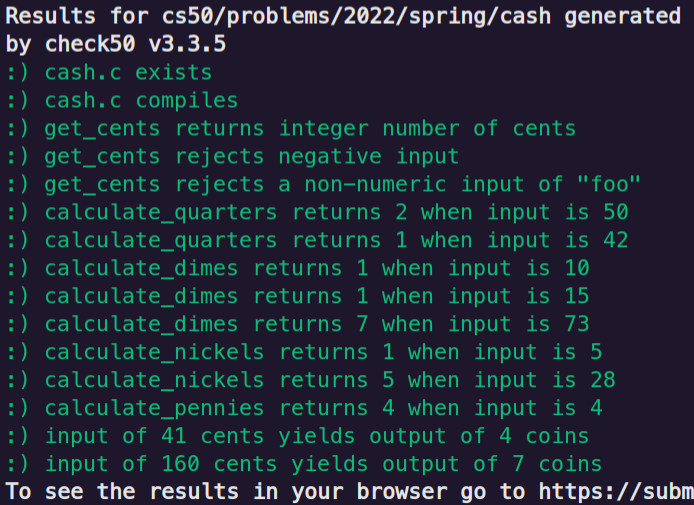 Results for cs50/problems/2022/spring/cash generated
by check50 v3.3.5
:) cash.c exists
:) cash.c compiles
:) get_cents returns integer number of cents
:) get_cents rejects negative input
:) get_cents rejects a non-numeric input of "foo"
:) calculate_quarters returns 2 when input is 50
:) calculate_quarters returns 1 when input is 42
:) calculate_dimes returns 1 when input is 10
:) calculate_dimes returns 1 when input is 15
:) calculate_dimes returns 7 when input is 73
:) calculate_nickels returns 1 when input is 5
:) calculate_nickels returns 5 when input is 28
:) calculate_pennies returns 4 when input is 4
:) input of 41 cents yields output of 4 coins
:) input of 160 cents yields output of 7 coins
To see the results in your browser go to https://subm